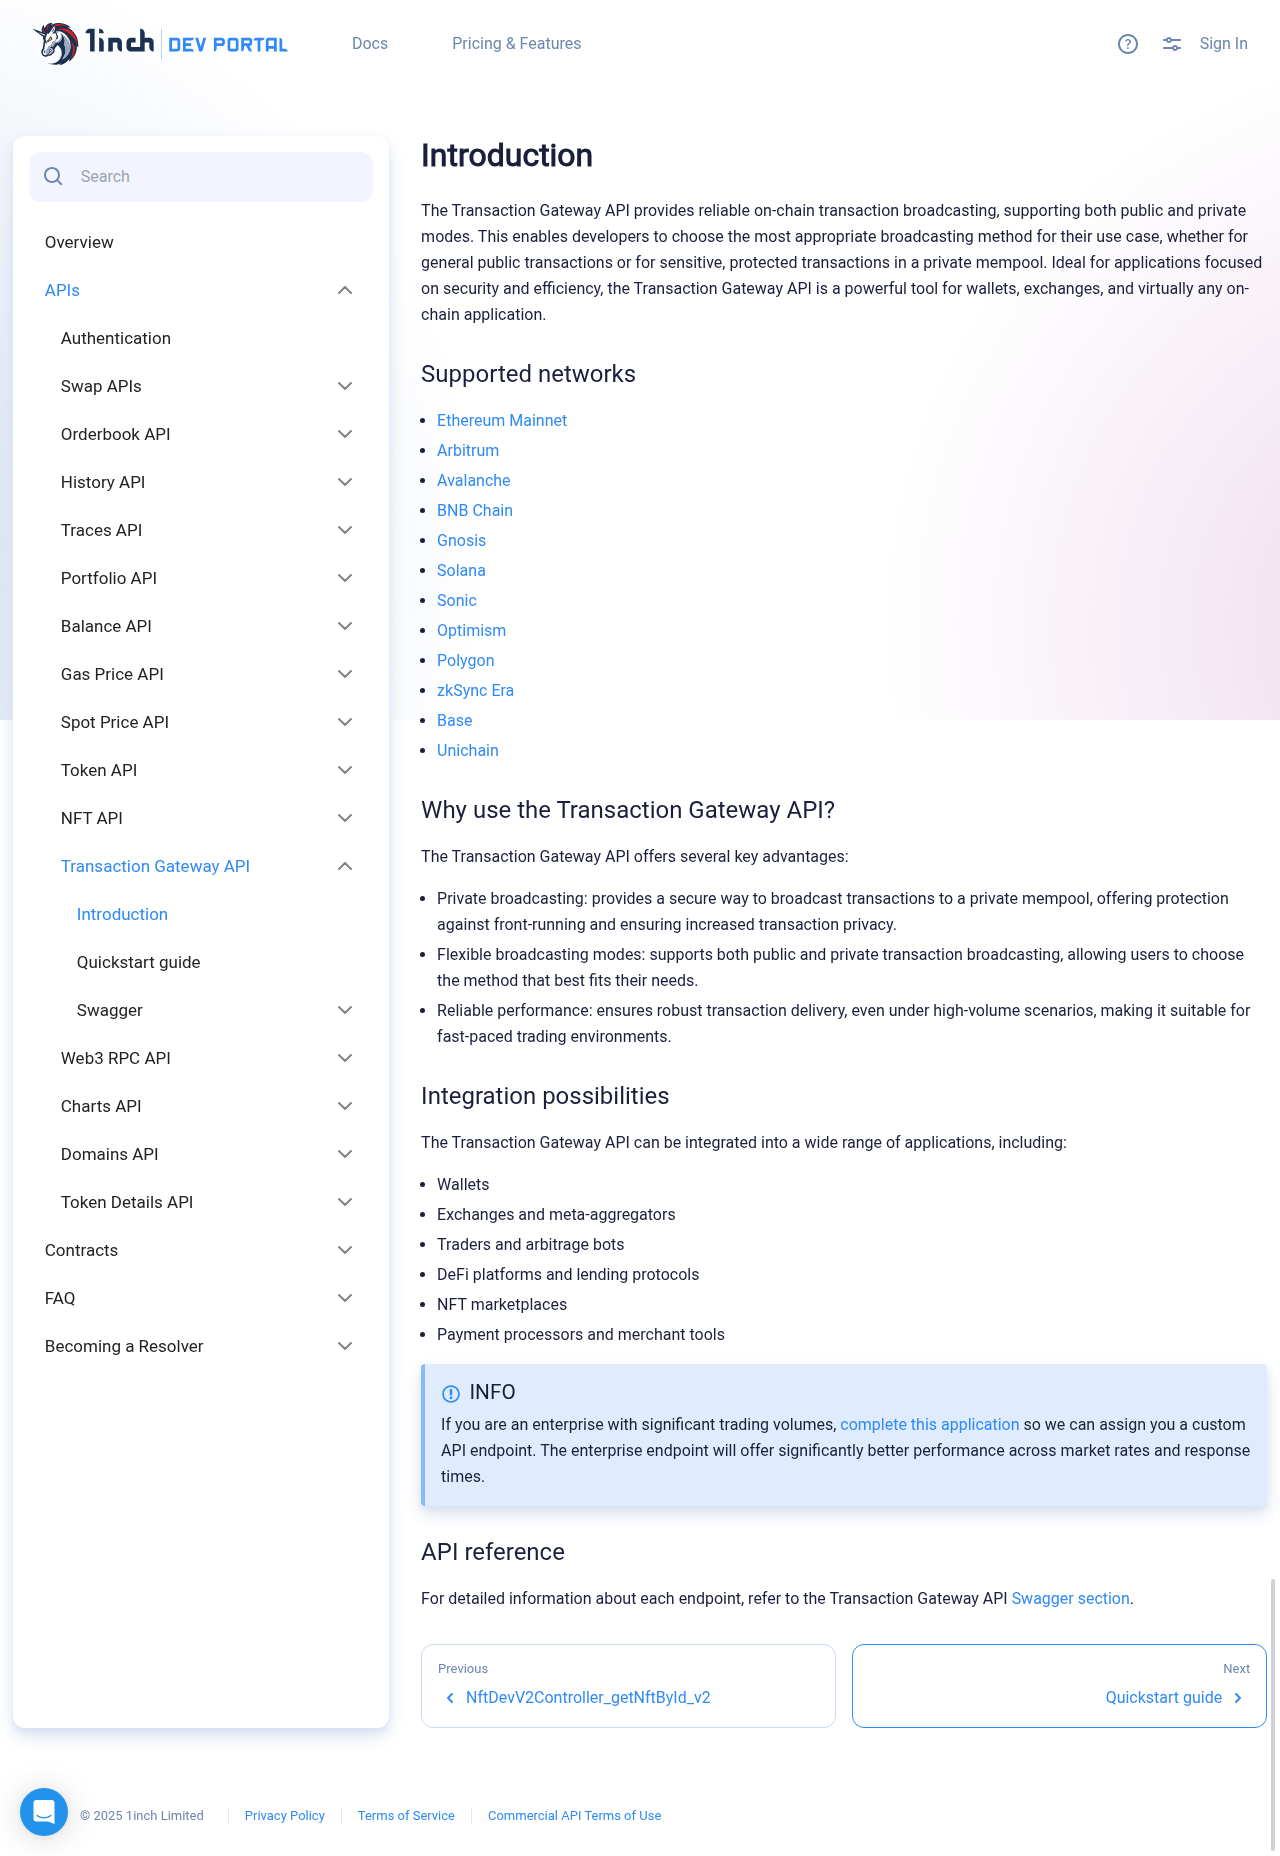 1inch DEV PORTAL
Docs
Pricing & Features
Sign In
Search
Overview
APIs
Authentication
Swap APIs
Orderbook API
History API
Traces API
Portfolio API
Balance API
Gas Price API
Spot Price API
Token API
NFT API
Transaction Gateway API
Introduction
Quickstart guide
Swagger
Web3 RPC API
Charts API
Domains API
Token Details API
Contracts
FAQ
Becoming a Resolver
Introduction
The Transaction Gateway API provides reliable on-chain transaction broadcasting, supporting both public and private
modes. This enables developers to choose the most appropriate broadcasting method for their use case, whether for
general public transactions or for sensitive, protected transactions in a private mempool. Ideal for applications focused
on security and efficiency, the Transaction Gateway API is a powerful tool for wallets, exchanges, and virtually any on-
chain application.
Supported networks
• Ethereum Mainnet
• Arbitrum
• Avalanche
• BNB Chain
• Gnosis
• Solana
• Sonic
• Optimism
• Polygon
• zkSync Era
• Base
• Unichain
Why use the Transaction Gateway API?
The Transaction Gateway API offers several key advantages:
• Private broadcasting: provides a secure way to broadcast transactions to a private mempool, offering protection
against front-running and ensuring increased transaction privacy.
• Flexible broadcasting modes: supports both public and private transaction broadcasting, allowing users to choose
the method that best fits their needs.
• Reliable performance: ensures robust transaction delivery, even under high-volume scenarios, making it suitable for
fast-paced trading environments.
Integration possibilities
The Transaction Gateway API can be integrated into a wide range of applications, including:
• Wallets
• Exchanges and meta-aggregators
• Traders and arbitrage bots
• DeFi platforms and lending protocols
• NFT marketplaces
• Payment processors and merchant tools
INFO
If you are an enterprise with significant trading volumes, complete this application so we can assign you a custom
API endpoint. The enterprise endpoint will offer significantly better performance across market rates and response
times.
API reference
For detailed information about each endpoint, refer to the Transaction Gateway API Swagger section.
Previous
NftDevV2Controller_getNftById_v2
Next
Quickstart guide
© 2025 1inch Limited
Privacy Policy
Terms of Service
Commercial API Terms of Use